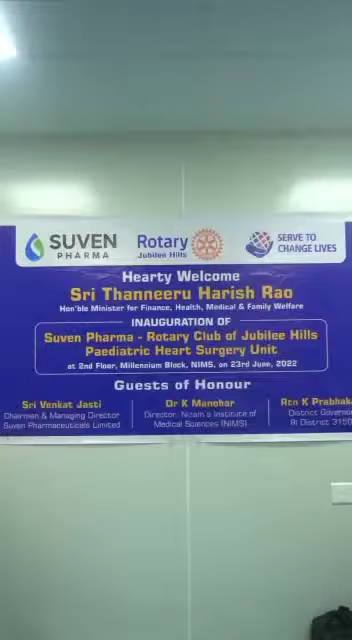 SUVEN
PHARMA
Rotary
Jubilee Hills
SERVE TO
CHANGE LIVES
Hearty Welcome
Sri Thanneeru Harish Rao
Hon'ble Minister for Finance, Health, Medical & Family Welfare
INAUGURATION OF
Suven Pharma - Rotary Club of Jubilee Hills
Paediatric Heart Surgery Unit
at 2nd Floor, Millennium Block, NIMS, on 23rd June, 2022
Guests of Honour
Sri Venkat Jasti
Chairman & Managing Director
Suven Pharmaceuticals Limited
Dr K Manohar
Director, Nizam's Institute of
Medical Sciences (NIMS)
Rtn K Prabhak
District Governo
RI District 3150